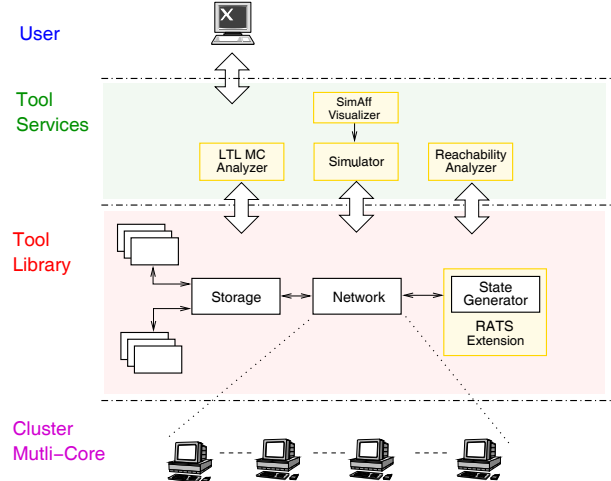 User
X
Tool
Services
SimAff
Visualizer
LTL MC
Analyzer
Simulator
Reachability
Analyzer
Tool
Library
Storage
Network
State
Generator
RATS
Extension
Cluster
Mutli-Core